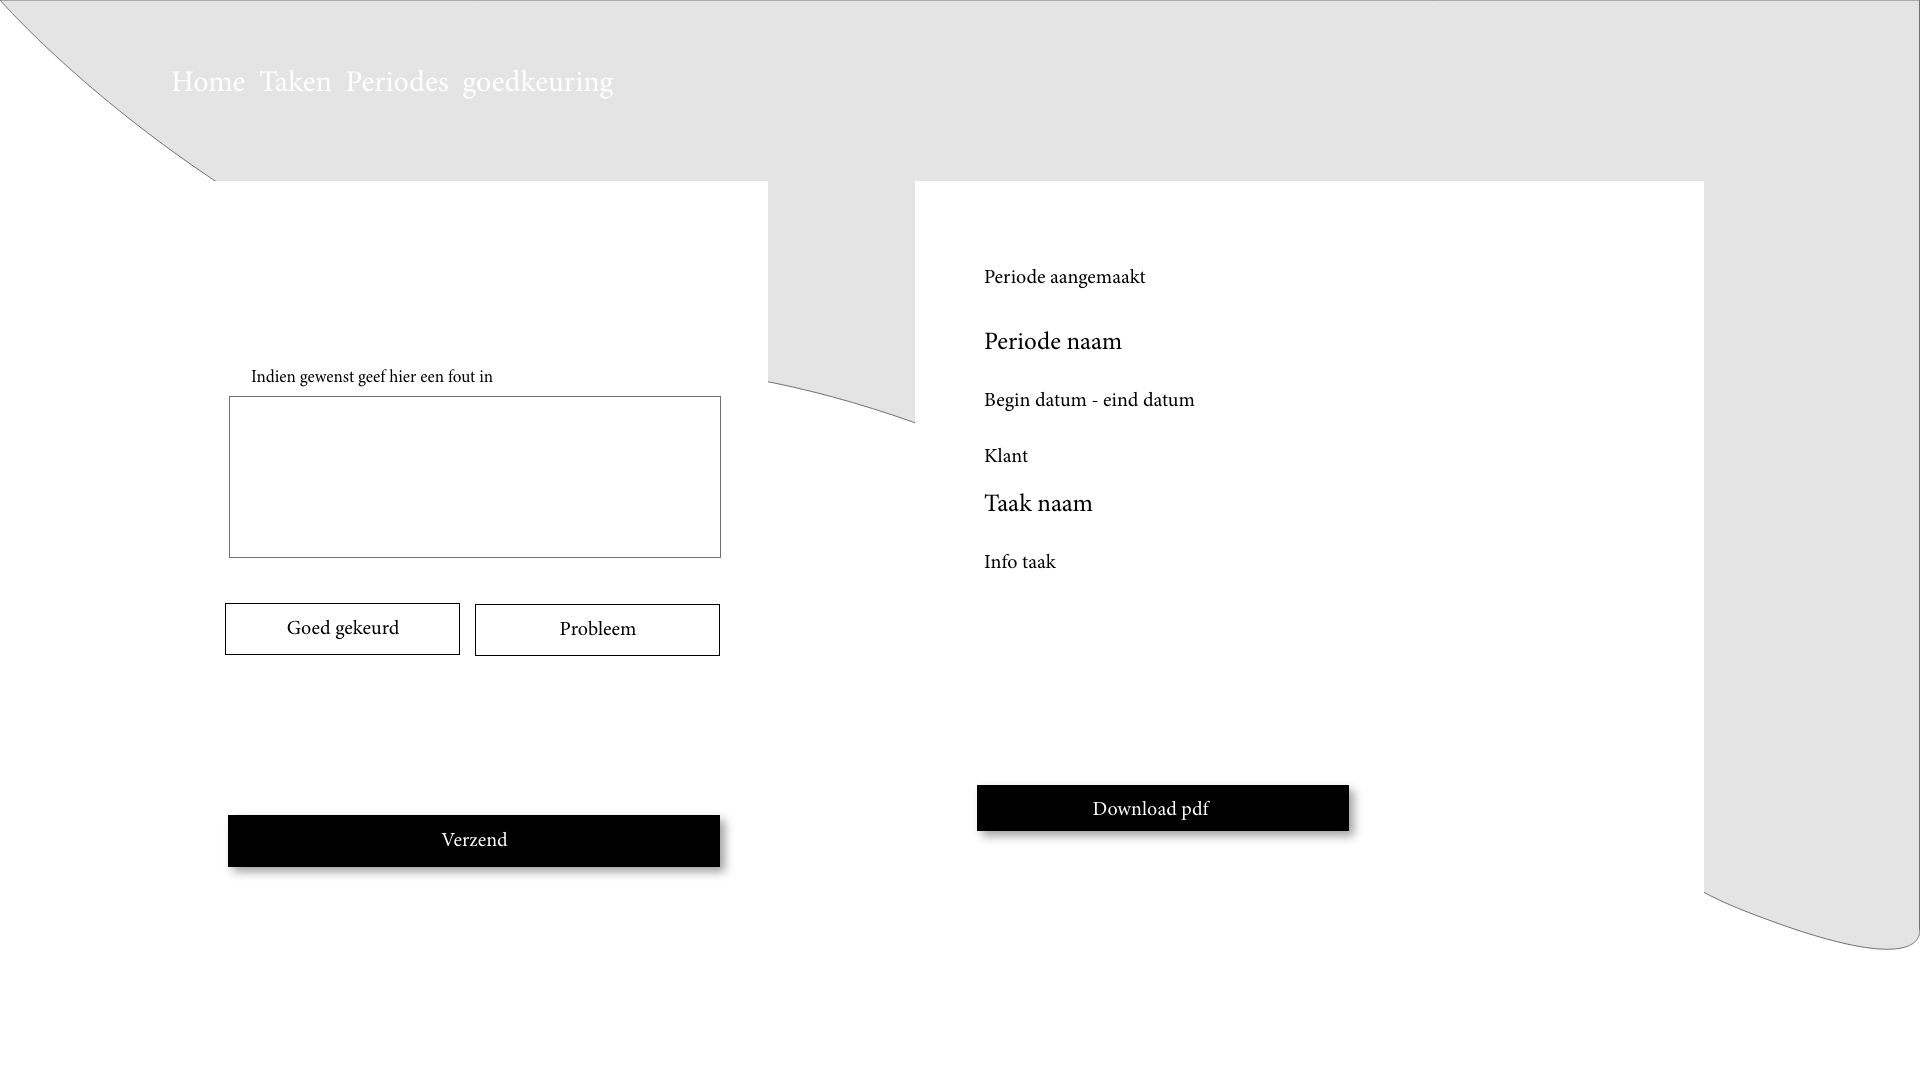 Home Taken Periodes goedkeuring
Indien gewenst geef hier een fout in
Goed gekeurd
Probleem
Verzend
Periode aangemaakt
Periode naam
Begin datum - eind datum
Klant
Taak naam
Info taak
Download pdf